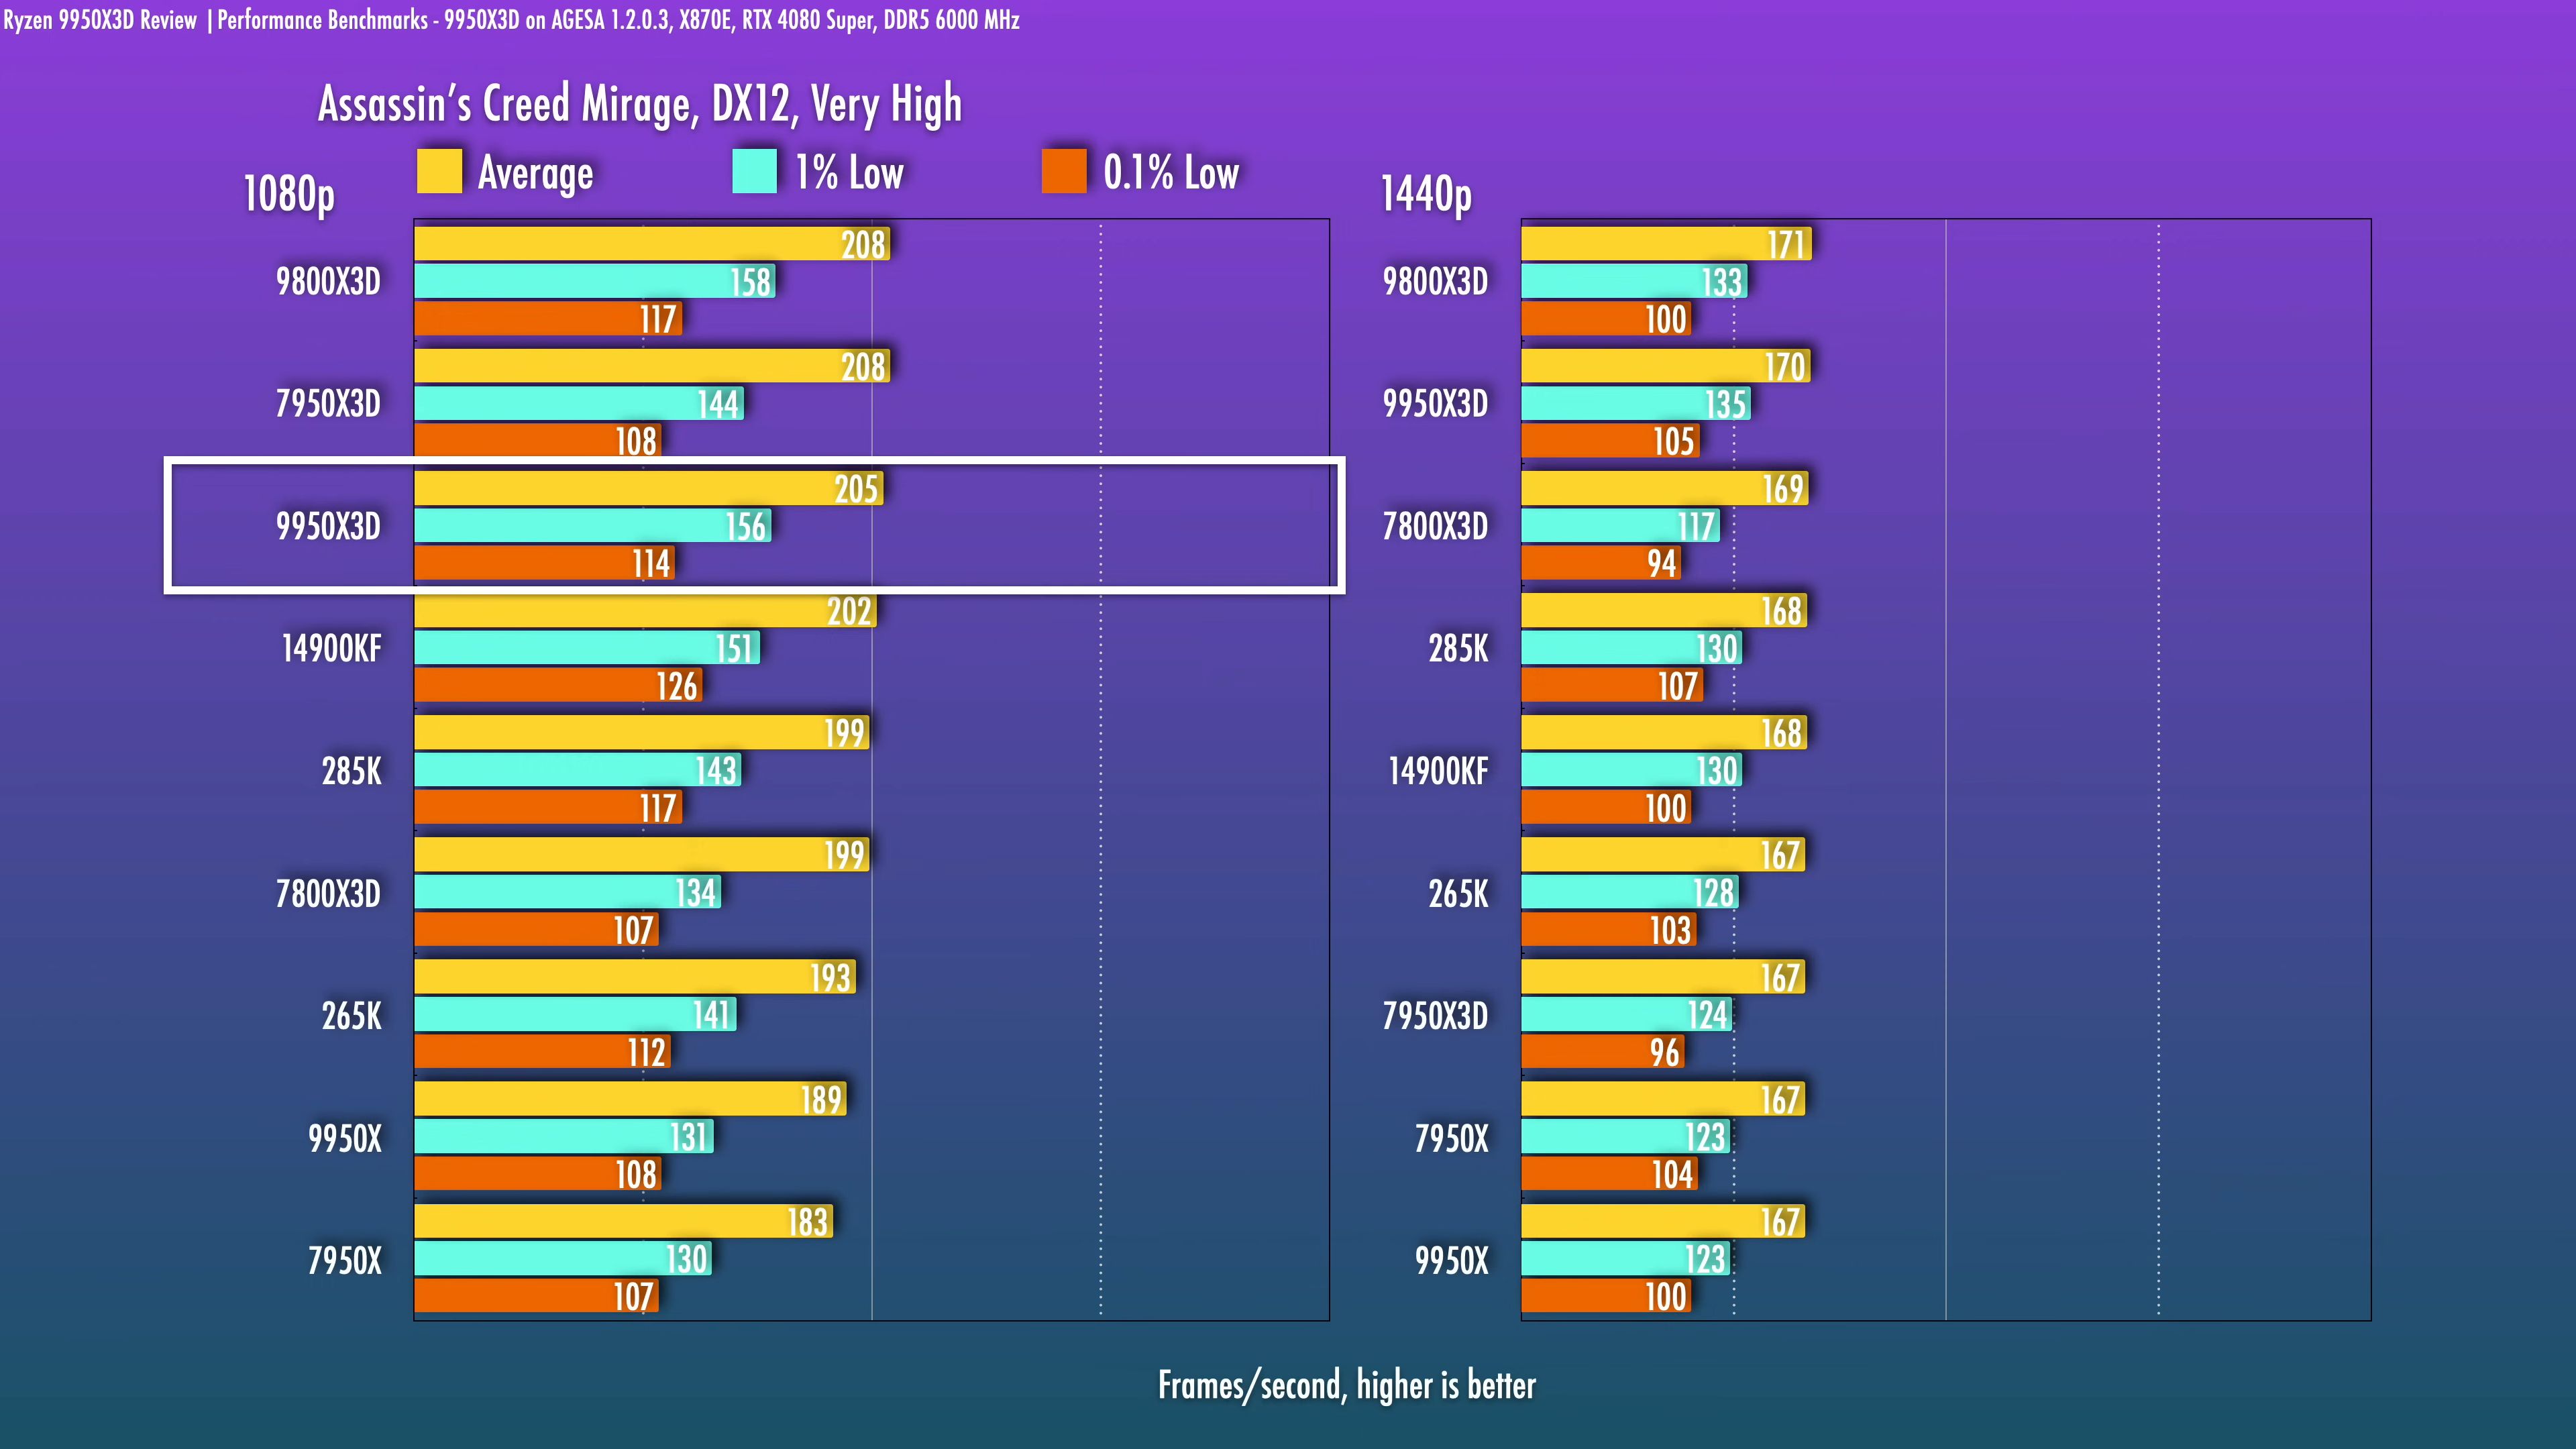 Ryzen 9950X3D Review | Performance Benchmarks - 9950X3D on AGESA 1.2.0.3, X870E, RTX 4080 Super, DDR5 6000 MHz
Assassin's Creed Mirage, DX12, Very High
Average 1% Low 0.1% Low
1080p
9800X3D
208
158
117
7950X3D
208
144
108
9950X3D
205
156
114
14900KF
202
151
126
285K
199
143
117
7800X3D
199
134
107
265K
193
141
112
9950X
189
131
108
7950X
183
130
107
1440p
9800X3D
171
133
100
9950X3D
170
135
105
7800X3D
169
117
94
285K
168
130
107
14900KF
168
130
100
265K
167
128
103
7950X3D
167
124
96
7950X
167
123
104
9950X
167
123
100
Frames/second, higher is better